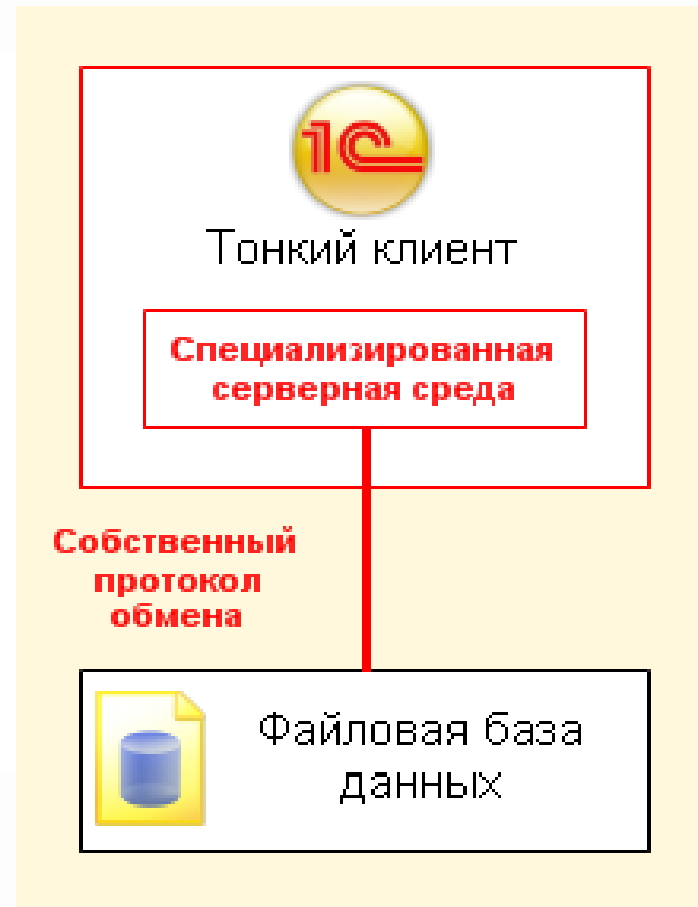 1С
Тонкий клиент
Специализированная
серверная среда
Собственный
протокол
обмена
Файловая база
данных